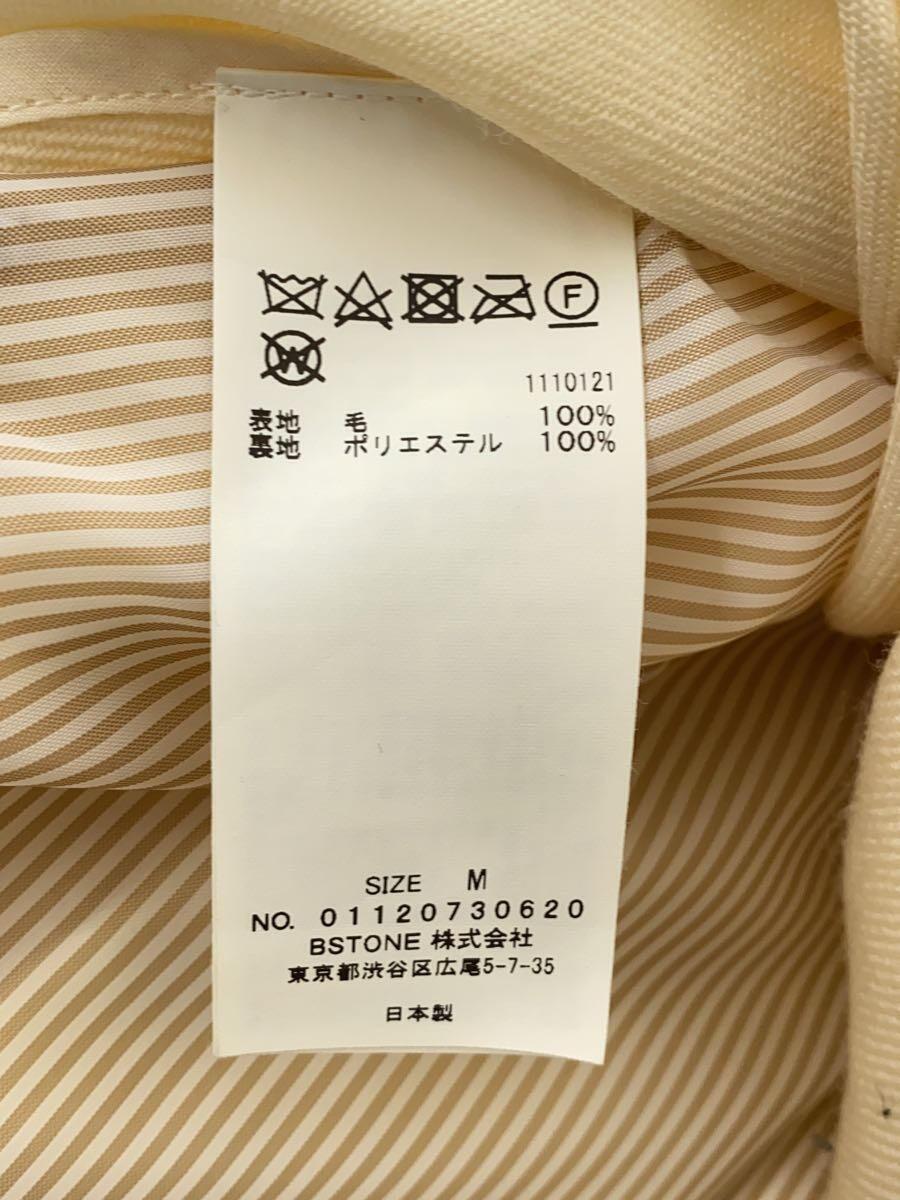 F
W
1110121
表地 毛 100%
裏地 ポリエステル 100%
SIZE M
NO. 01120730620
BSTONE 株式会社
東京都渋谷区広尾5-7-35
日本製